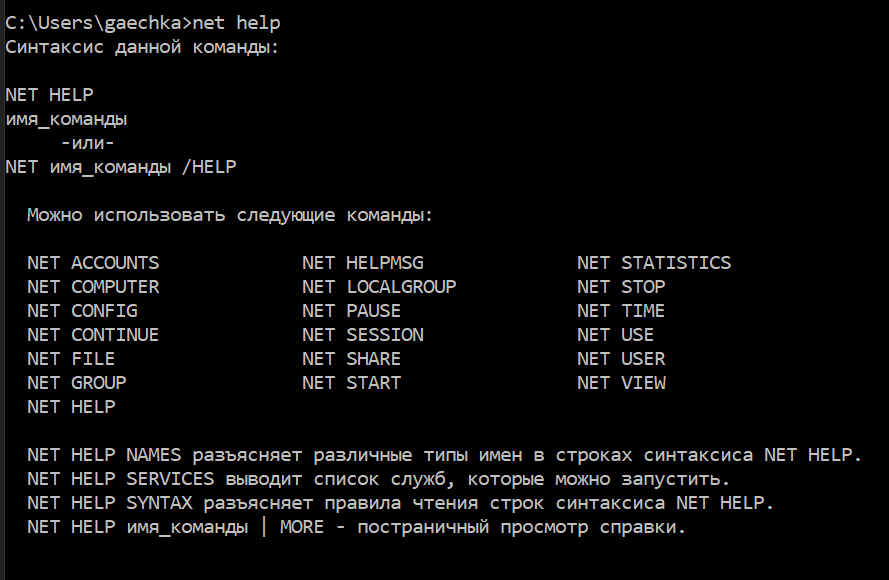 C:\Users\gaechka>net help
Синтаксис данной команды:
NET HELP
имя_команды
-или-
NET имя_команды /HELP
Можно использовать следующие команды:
NET ACCOUNTS NET HELPMSG NET STATISTICS
NET COMPUTER NET LOCALGROUP NET STOP
NET CONFIG NET PAUSE NET TIME
NET CONTINUE NET SESSION NET USE
NET FILE NET SHARE NET USER
NET GROUP NET START NET VIEW
NET HELP
NET HELP NAMES разъясняет различные типы имен в строках синтаксиса NET HELP.
NET HELP SERVICES выводит список служб, которые можно запустить.
NET HELP SYNTAX разъясняет правила чтения строк синтаксиса NET HELP.
NET HELP имя_команды | MORE - постраничный просмотр справки.